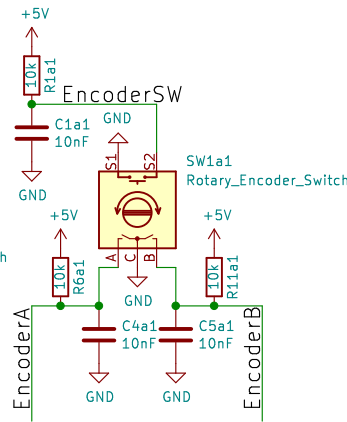 +5V
10k
R1a1
EncoderSW
C1a1
10nF
GND
GND
S1
S2
SW1a1
Rotary_Encoder_Switch
A
C
B
+5V
10k
R6a1
+5V
10k
R11a1
h
GND
EncoderA
C4a1
10nF
C5a1
10nF
EncoderB
GND
GND